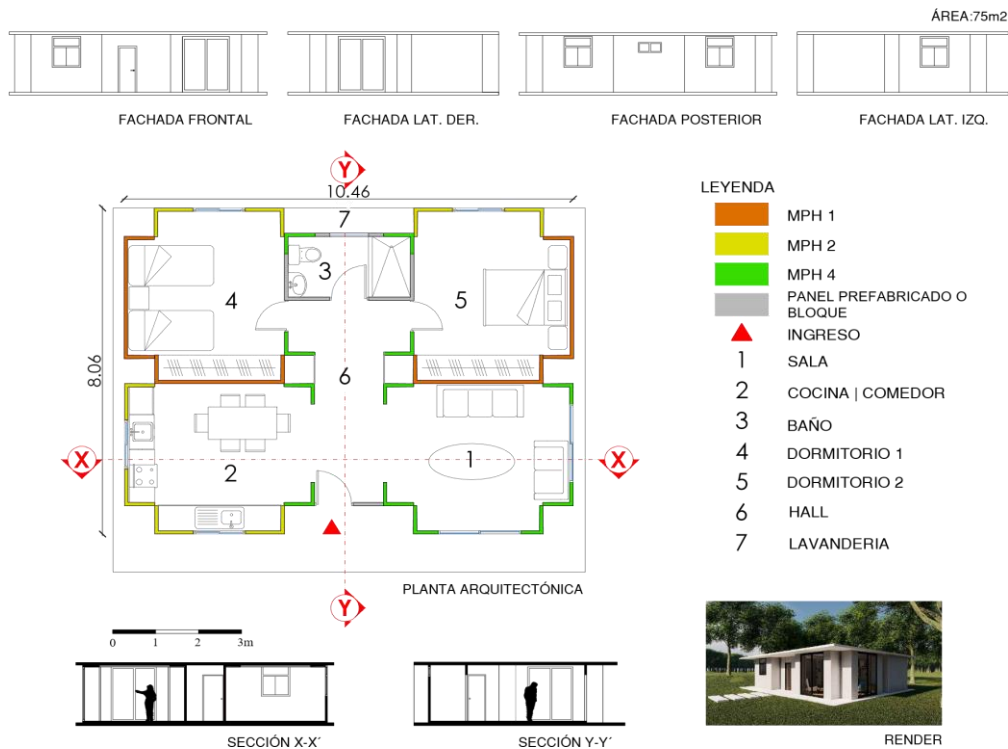 ÁREA:75m2
FACHADA FRONTAL
FACHADA LAT. DER.
FACHADA POSTERIOR
FACHADA LAT. IZQ.
Y
10.46
8.06
7
3
4
5
6
X
X
2
1
Y
PLANTA ARQUITECTÓNICA
LEYENDA
MPH 1
MPH 2
MPH 4
PANEL PREFABRICADO O
BLOQUE
INGRESO
1 SALA
2 COCINA | COMEDOR
3 BAÑO
4 DORMITORIO 1
5 DORMITORIO 2
6 HALL
7 LAVANDERIA
0 1 2 3m
SECCIÓN X-X´
SECCIÓN Y-Y´
RENDER